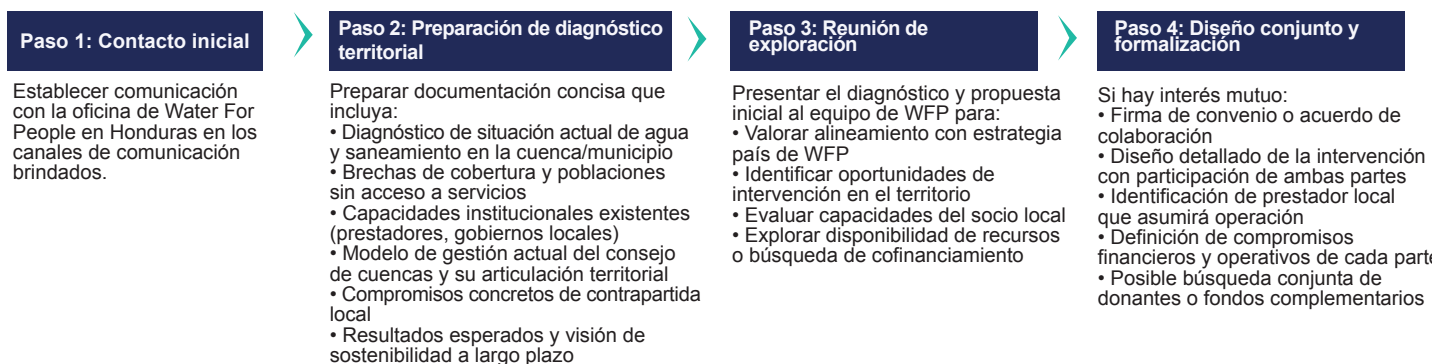 Paso 1: Contacto inicial
Establecer comunicación
con la oficina de Water For
People en Honduras en los
canales de comunicación
brindados.
Paso 2: Preparación de diagnóstico
territorial
Preparar documentación concisa que
incluya:
• Diagnóstico de situación actual de agua
y saneamiento en la cuenca/municipio
• Brechas de cobertura y poblaciones
sin acceso a servicios
• Capacidades institucionales existentes
(prestadores, gobiernos locales)
• Modelo de gestión actual del consejo
de cuencas y su articulación territorial
• Compromisos concretos de contrapartida
local
• Resultados esperados y visión de
sostenibilidad a largo plazo
Paso 3: Reunión de
exploración
Presentar el diagnóstico y propuesta
inicial al equipo de WFP para:
• Valorar alineamiento con estrategia
país de WFP
• Identificar oportunidades de
intervención en el territorio
• Evaluar capacidades del socio local
• Explorar disponibilidad de recursos
o búsqueda de cofinanciamiento
Paso 4: Diseño conjunto y
formalización
Si hay interés mutuo:
• Firma de convenio o acuerdo de
colaboración
• Diseño detallado de la intervención
con participación de ambas partes
• Identificación de prestador local
que asumirá operación
• Definición de compromisos
financieros y operativos de cada parte
• Posible búsqueda conjunta de
donantes o fondos complementarios